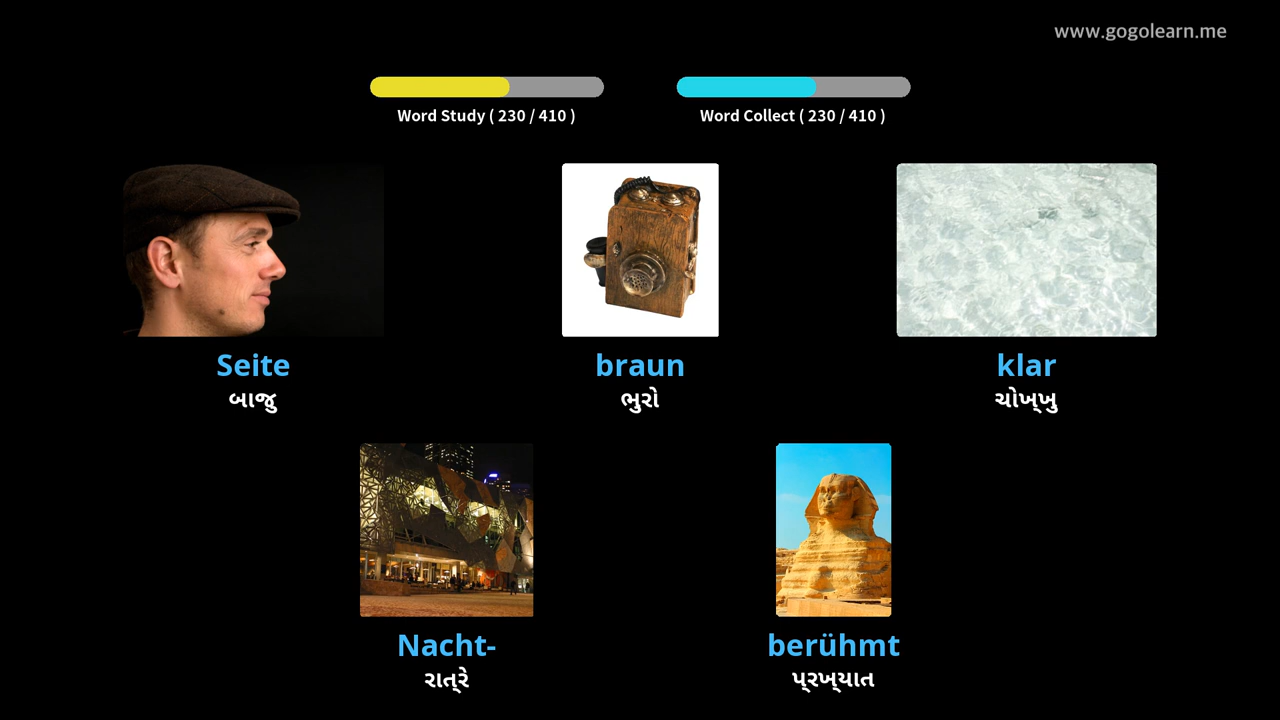 www.gogolearn.me
Word Study ( 230 / 410 )
Word Collect ( 230 / 410 )
Seite
બાજુ
braun
ભુરો
klar
ચોખ્ખુ
Nacht-
રાત્રે
berühmt
પ્રખ્યાત